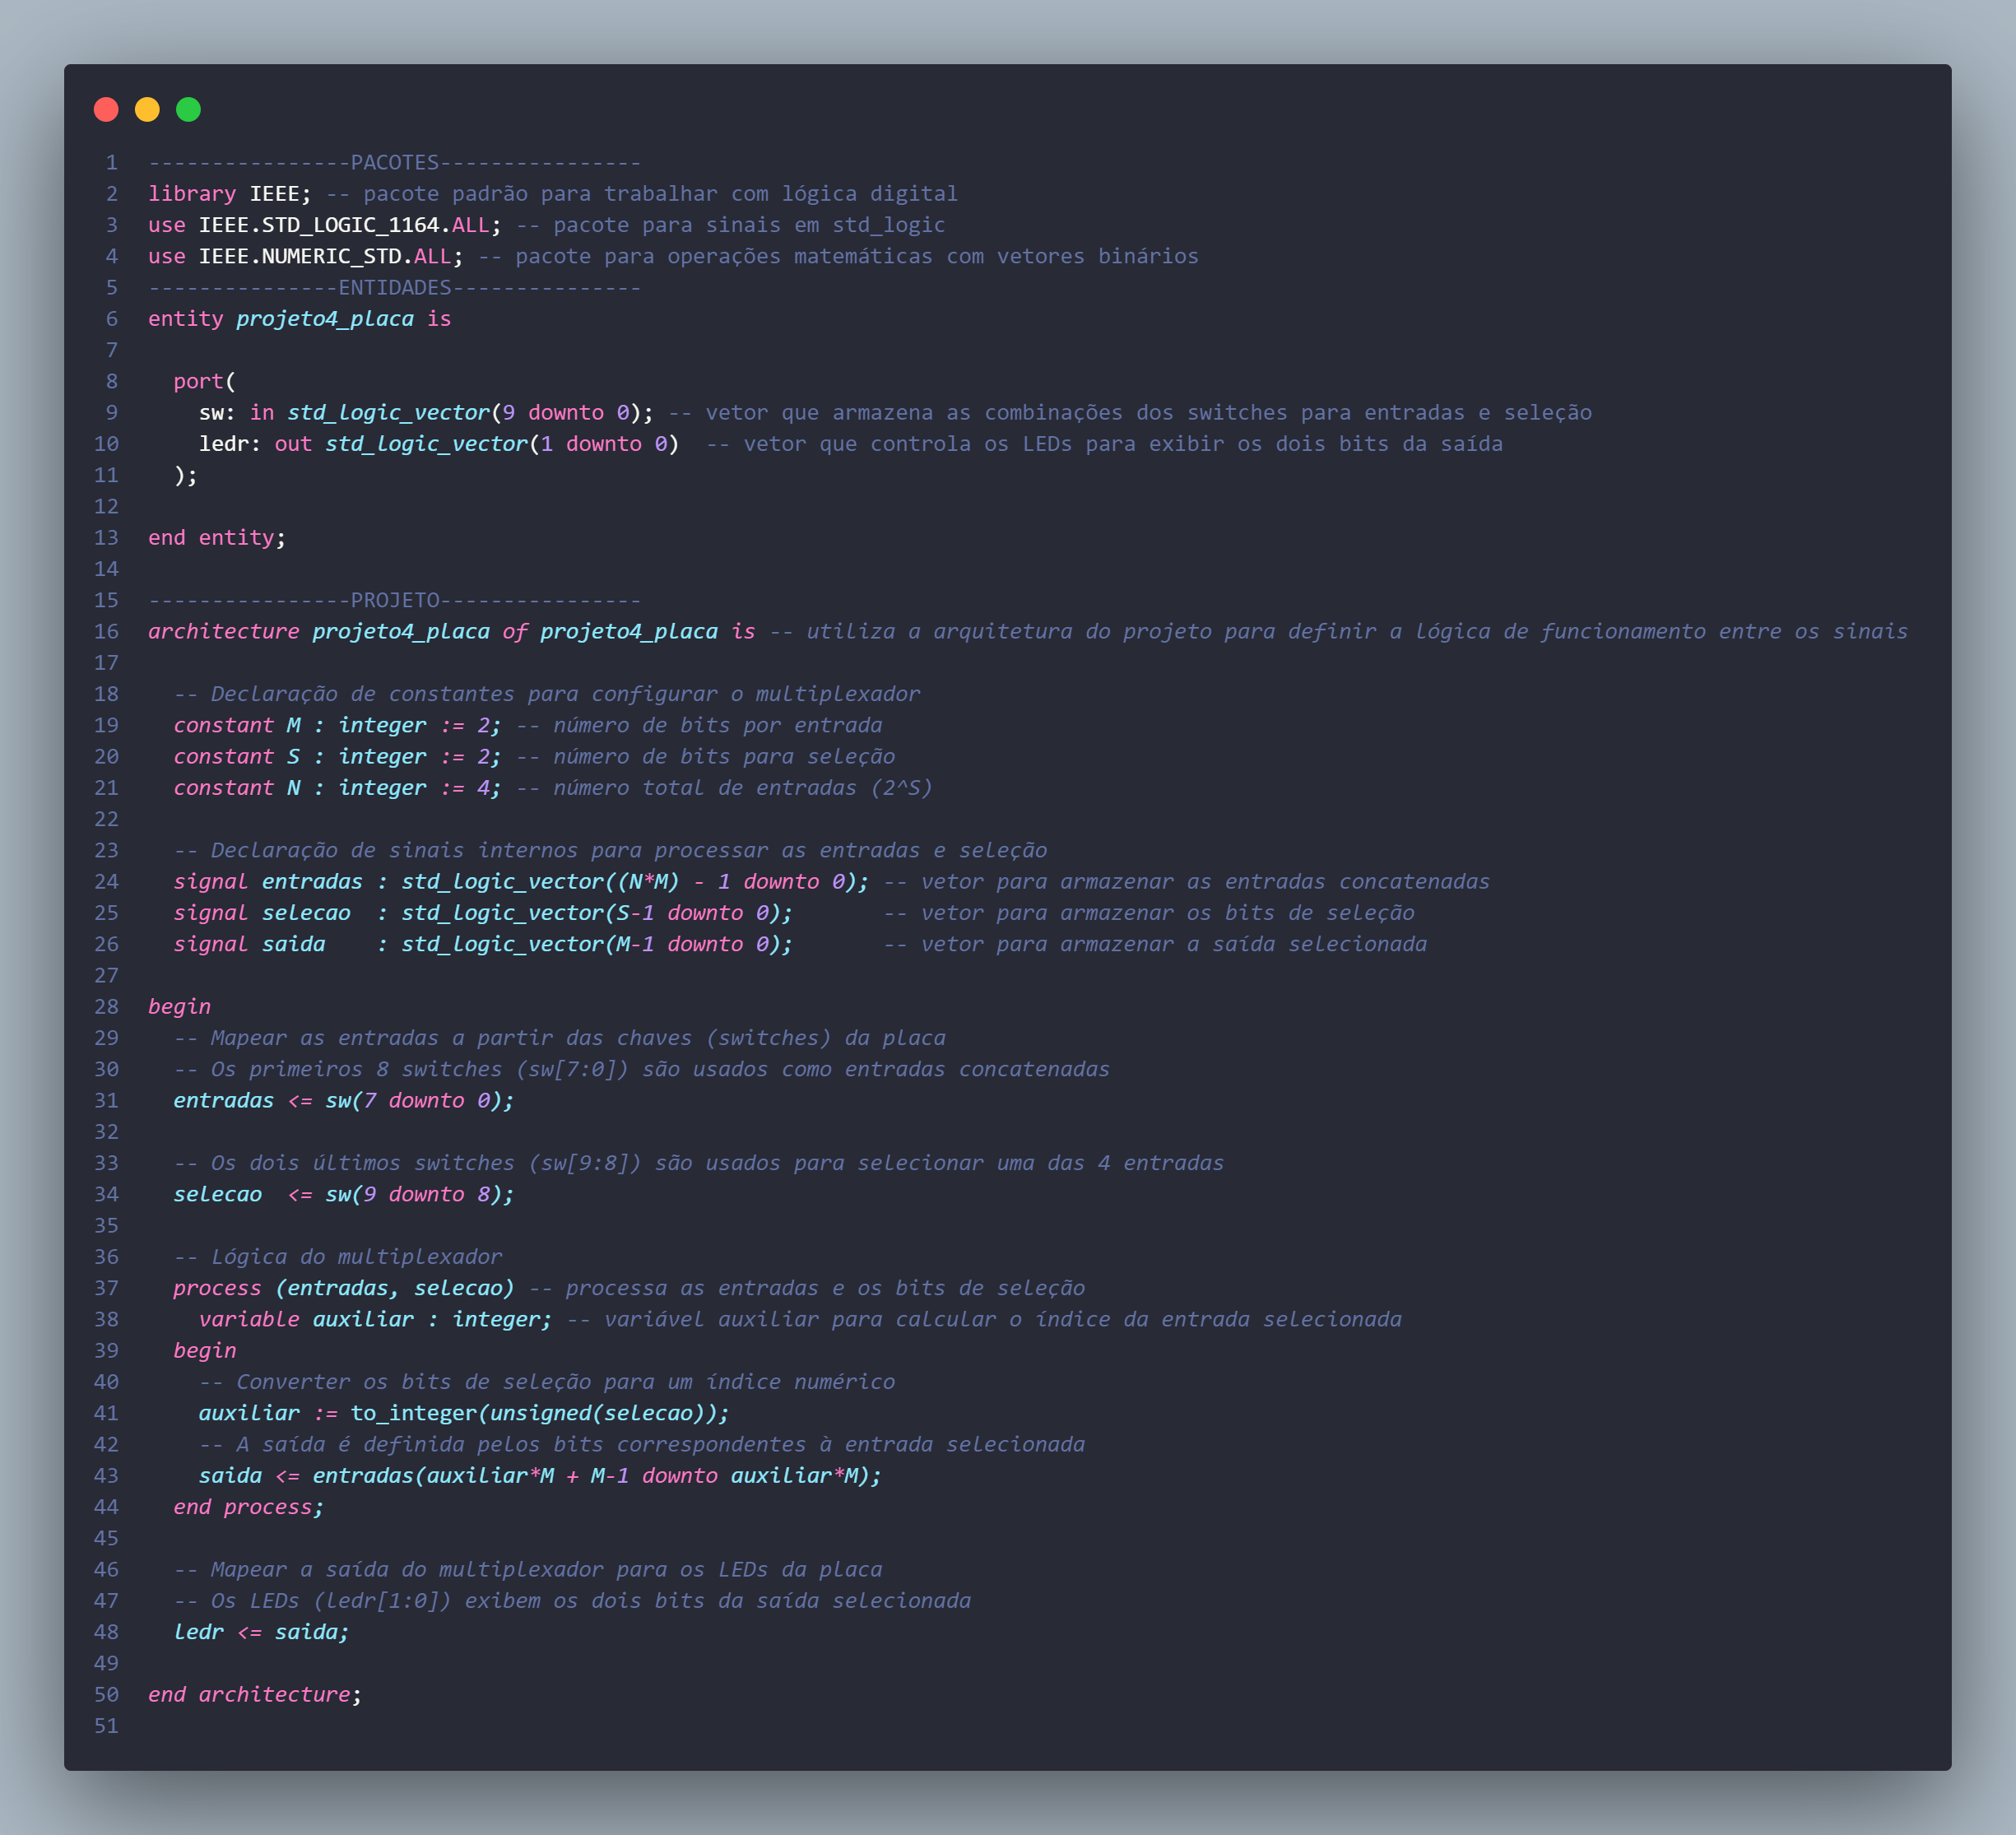 1 ----------------PACOTES----------------
2 library IEEE; -- pacote padrão para trabalhar com lógica digital
3 use IEEE.STD_LOGIC_1164.ALL; -- pacote para sinais em std_logic
4 use IEEE.NUMERIC_STD.ALL; -- pacote para operações matemáticas com vetores binários
5 ---------------ENTIDADES---------------
6 entity projeto4_placa is
7
8   port(
9     sw: in std_logic_vector(9 downto 0); -- vetor que armazena as combinações dos switches para entradas e seleção
10     ledr: out std_logic_vector(1 downto 0)  -- vetor que controla os LEDs para exibir os dois bits da saída
11   );
12
13 end entity;
14
15 ----------------PROJETO----------------
16 architecture projeto4_placa of projeto4_placa is -- utiliza a arquitetura do projeto para definir a lógica de funcionamento entre os sinais
17
18   -- Declaração de constantes para configurar o multiplexador
19   constant M : integer := 2; -- número de bits por entrada
20   constant S : integer := 2; -- número de bits para seleção
21   constant N : integer := 4; -- número total de entradas (2^S)
22
23   -- Declaração de sinais internos para processar as entradas e seleção
24   signal entradas : std_logic_vector((N*M) - 1 downto 0); -- vetor para armazenar as entradas concatenadas
25   signal selecao  : std_logic_vector(S-1 downto 0);       -- vetor para armazenar os bits de seleção
26   signal saida    : std_logic_vector(M-1 downto 0);       -- vetor para armazenar a saída selecionada
27
28 begin
29   -- Mapear as entradas a partir das chaves (switches) da placa
30   -- Os primeiros 8 switches (sw[7:0]) são usados como entradas concatenadas
31   entradas <= sw(7 downto 0);
32
33   -- Os dois últimos switches (sw[9:8]) são usados para selecionar uma das 4 entradas
34   selecao  <= sw(9 downto 8);
35
36   -- Lógica do multiplexador
37   process (entradas, selecao) -- processa as entradas e os bits de seleção
38     variable auxiliar : integer; -- variável auxiliar para calcular o índice da entrada selecionada
39   begin
40     -- Converter os bits de seleção para um índice numérico
41     auxiliar := to_integer(unsigned(selecao));
42     -- A saída é definida pelos bits correspondentes à entrada selecionada
43     saida <= entradas(auxiliar*M + M-1 downto auxiliar*M);
44   end process;
45
46   -- Mapear a saída do multiplexador para os LEDs da placa
47   -- Os LEDs (ledr[1:0]) exibem os dois bits da saída selecionada
48   ledr <= saida;
49
50 end architecture;
51